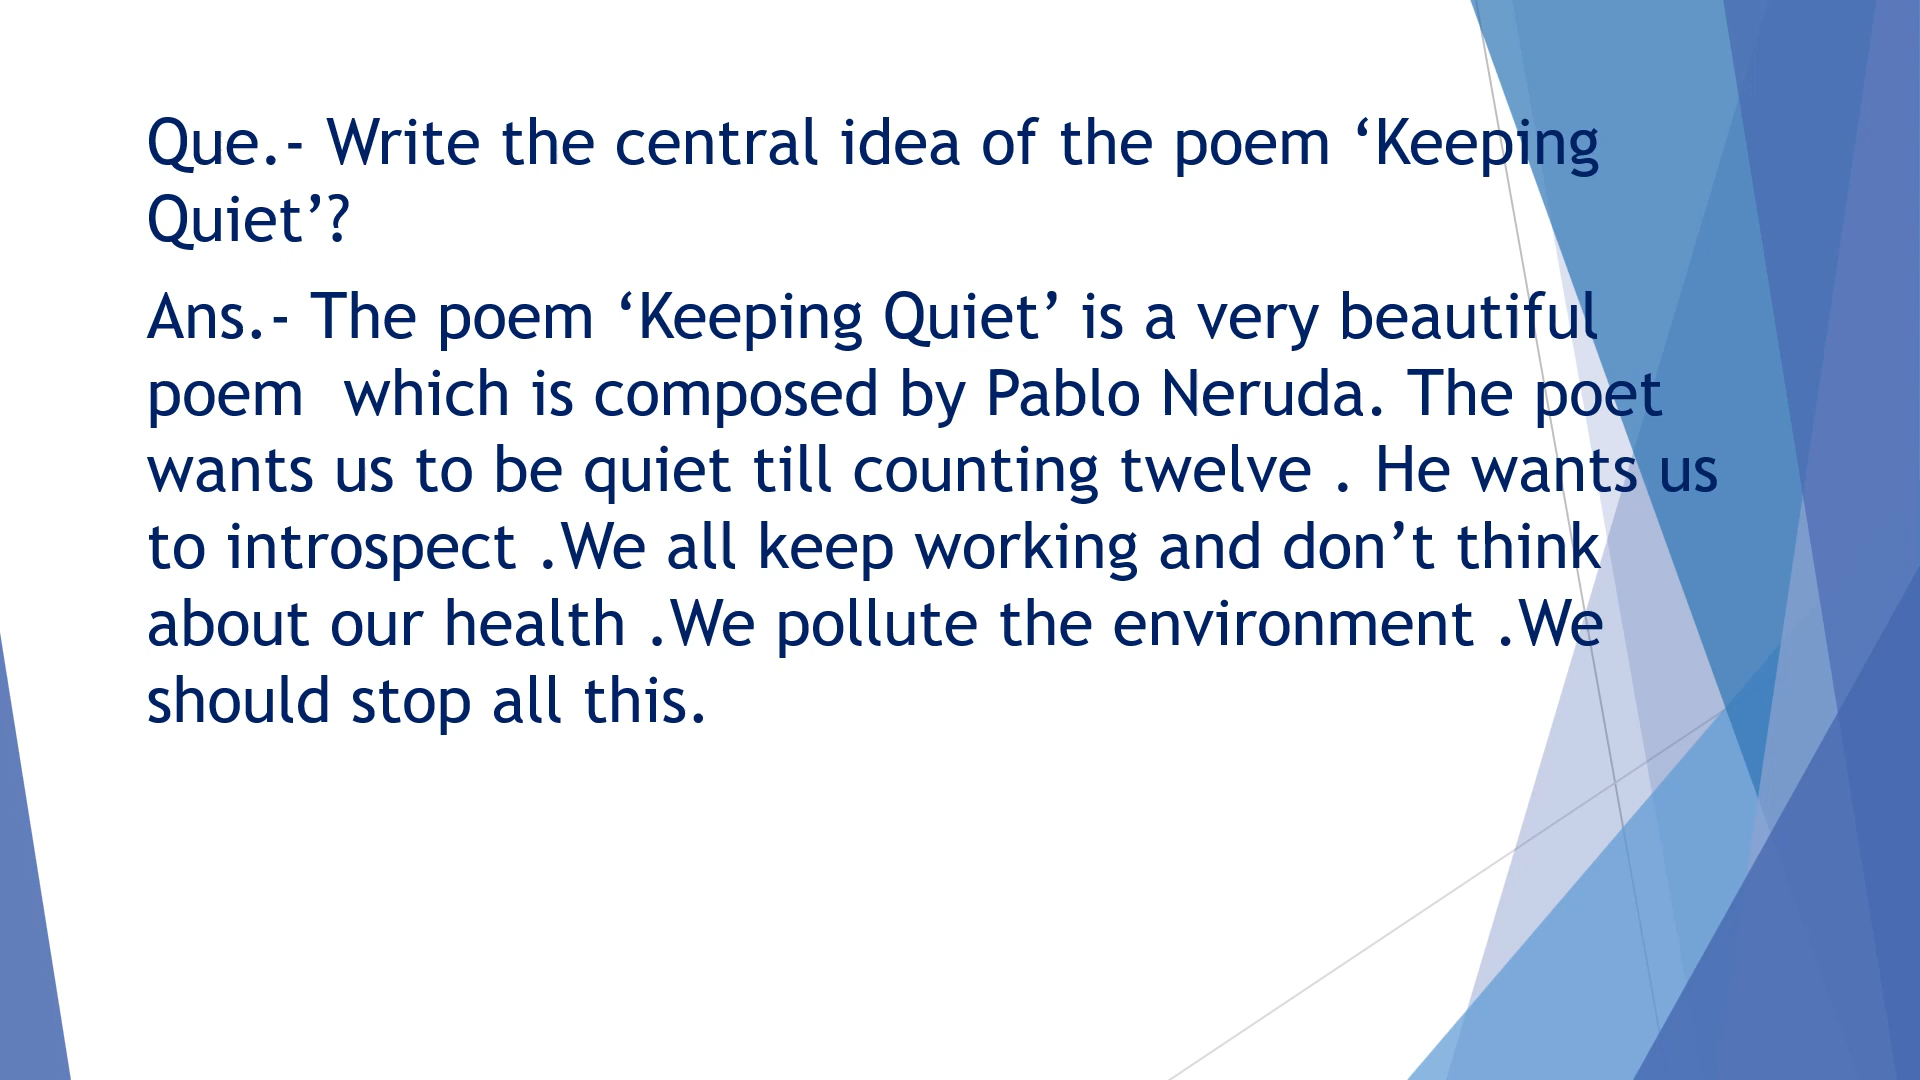 Que.- Write the central idea of the poem ‘Keeping
Quiet’?
Ans.- The poem ‘Keeping Quiet’ is a very beautiful
poem  which is composed by Pablo Neruda. The poet
wants us to be quiet till counting twelve . He wants us
to introspect .We all keep working and don’t think
about our health .We pollute the environment .We
should stop all this.